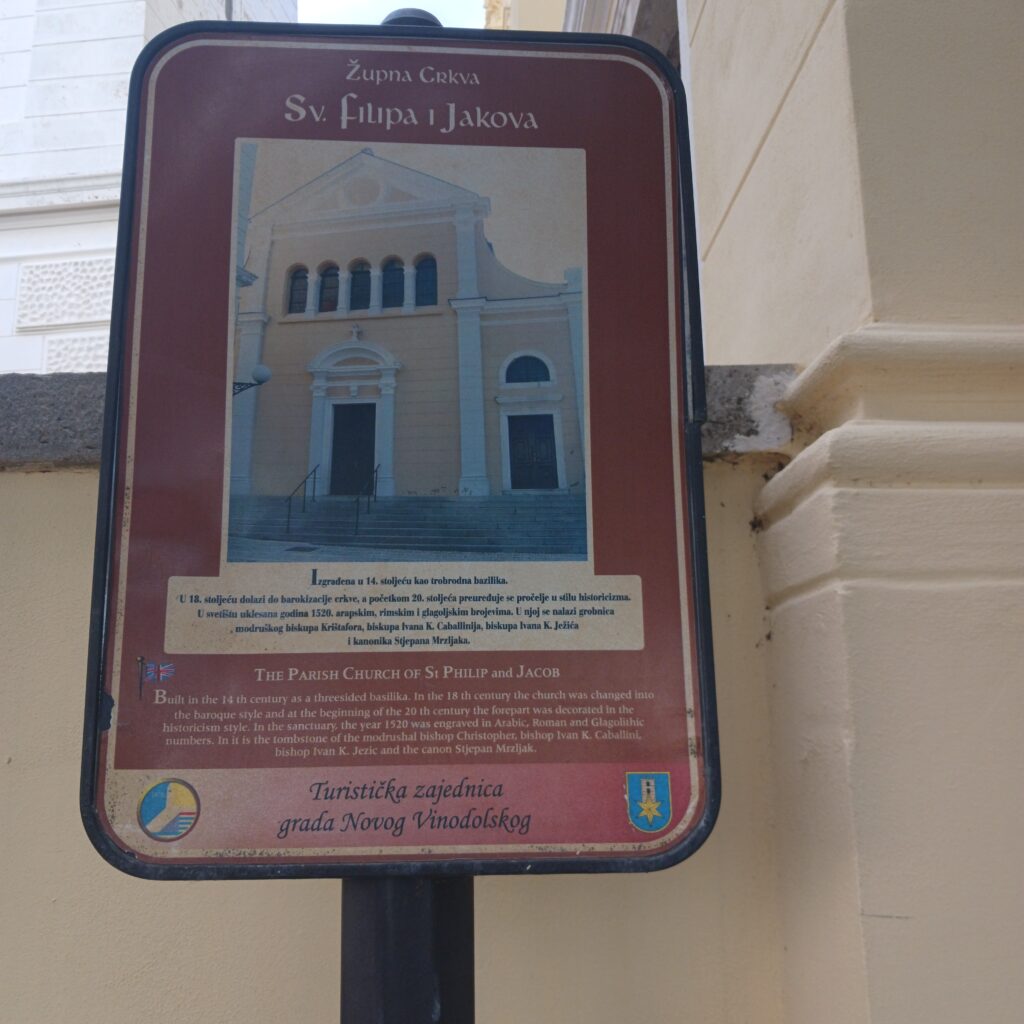 Župna Crkva
Sv. Filipa i Jakova
Izgrađena u 14. stoljeću kao trobrodna bazilika.
U 18. stoljeću dolazi do barokizacije crkve, a početkom 20. stoljeća preuređuje se pročelje u stilu historicizma.
U svetištu uklesana godina 1520. arapskim, rimskim i glagoljskim brojevima. U njoj se nalazi grobnica
modruškog biskupa Krištafora, biskupa Ivana K. Caballinija, biskupa Ivana K. Ježića
i kanonika Stjepana Mrzljaka.
The Parish Church of St Philip and Jacob
Built in the 14 th century as a threesided basilika. In the 18 th century the church was changed into
the baroque style and at the beginning of the 20 th century the forepart was decorated in the
historicism style. In the sanctuary, the year 1520 was engraved in Arabic, Roman and Glagolithic
numbers. In it is the tombstone of the modrushal bishop Christopher, bishop Ivan K. Caballini,
bishop Ivan K. Jezic and the canon Stjepan Mrzljak.
Turistička zajednica
grada Novog Vinodolskog